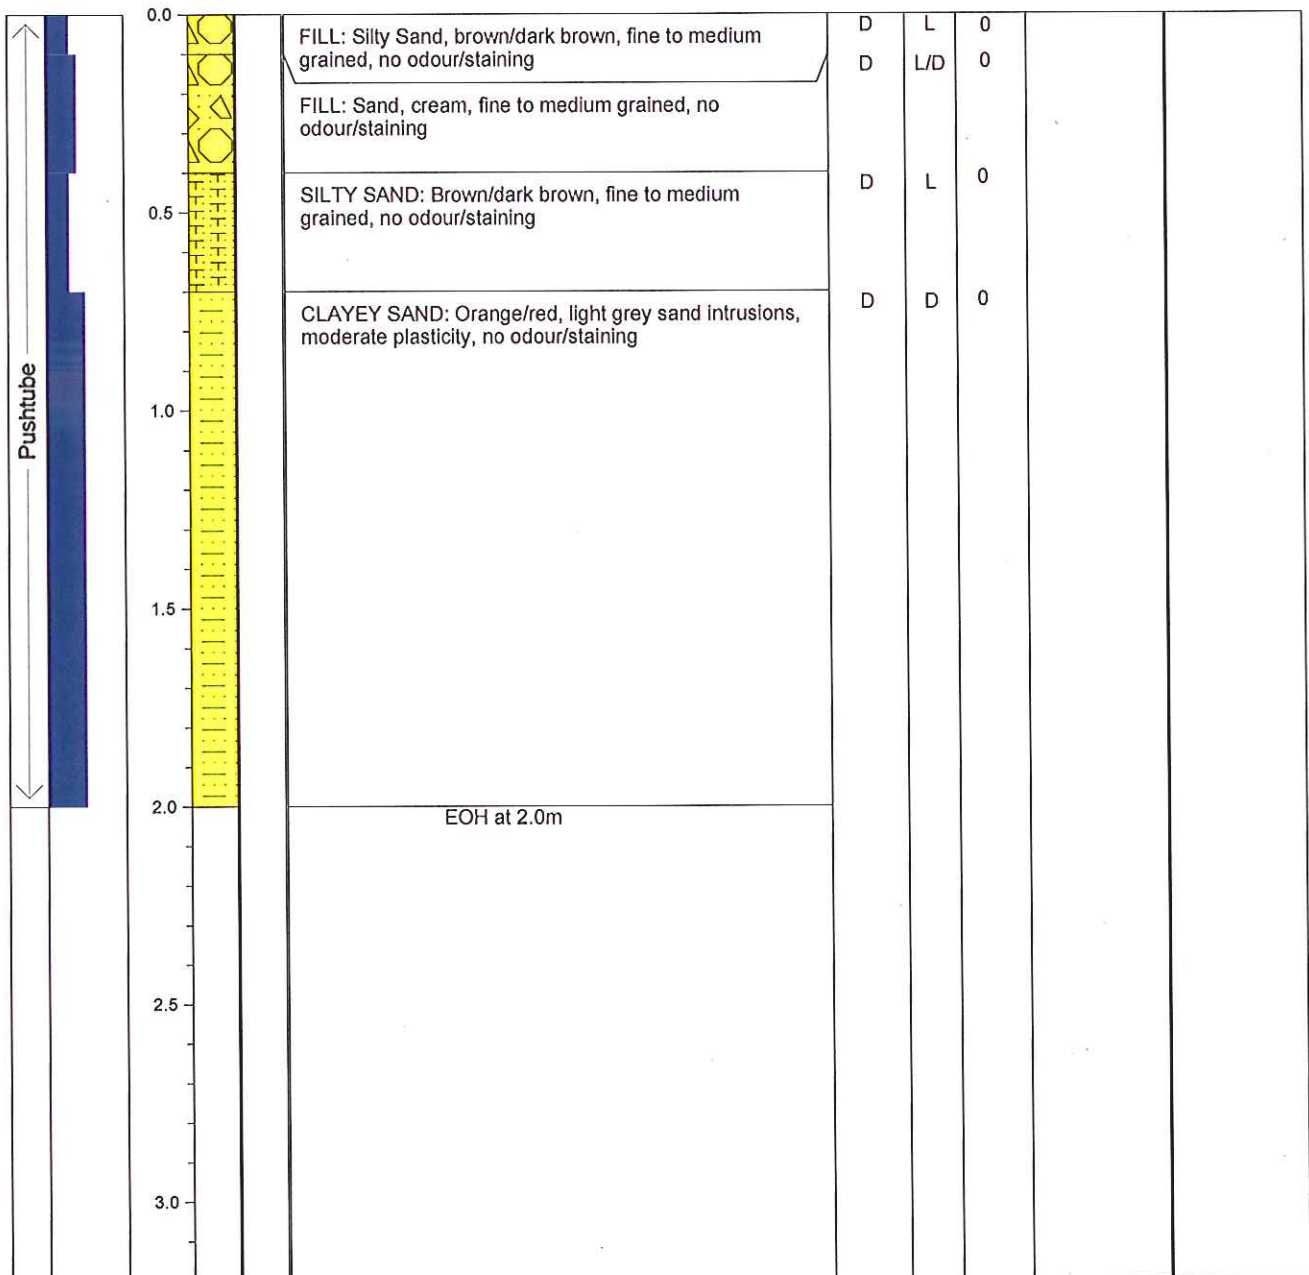 0.0
FILL: Silty Sand, brown/dark brown, fine to medium
grained, no odour/staining
D L 0
D L/D 0
FILL: Sand, cream, fine to medium grained, no
odour/staining
SILTY SAND: Brown/dark brown, fine to medium
grained, no odour/staining
D L 0
0.5
CLAYEY SAND: Orange/red, light grey sand intrusions,
moderate plasticity, no odour/staining
D D 0
Pushtube
1.0
1.5
2.0
EOH at 2.0m
2.5
3.0